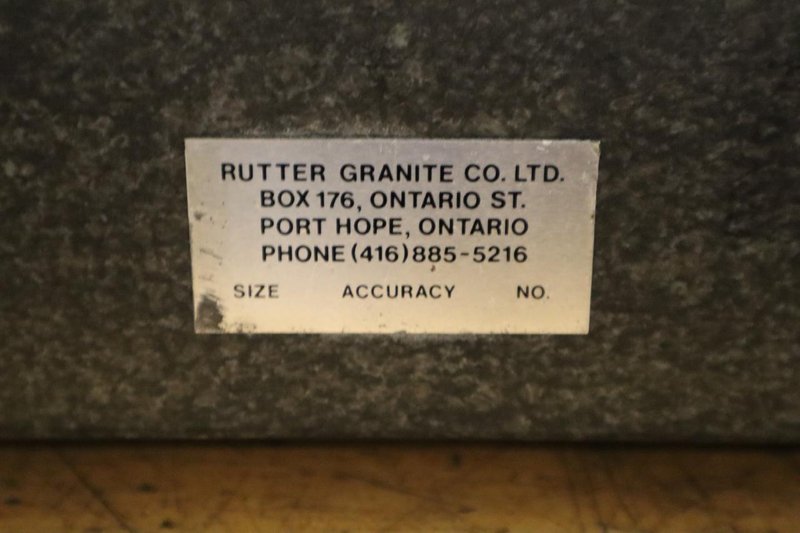 RUTTER GRANITE CO. LTD.
BOX 176, ONTARIO ST.
PORT HOPE, ONTARIO
PHONE (416) 885-5216
SIZE ACCURACY NO.